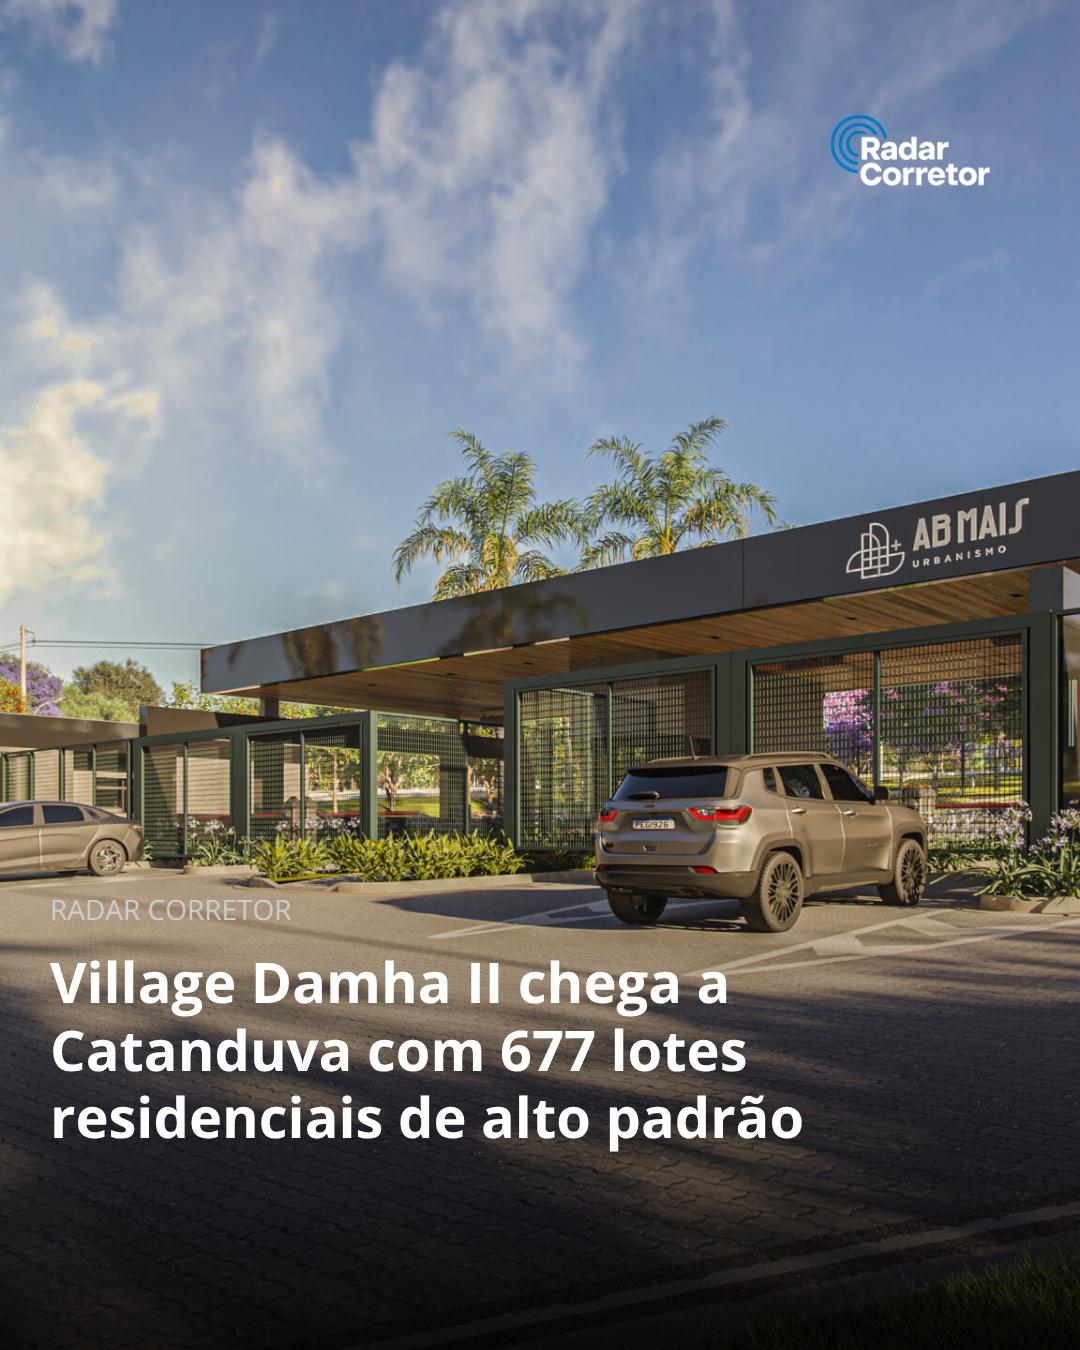 Radar
Corretor
AB MAIS
URBANISMO
PEG1926
RADAR CORRETOR
Village Damha II chega a
Catanduva com 677 lotes
residenciais de alto padrão